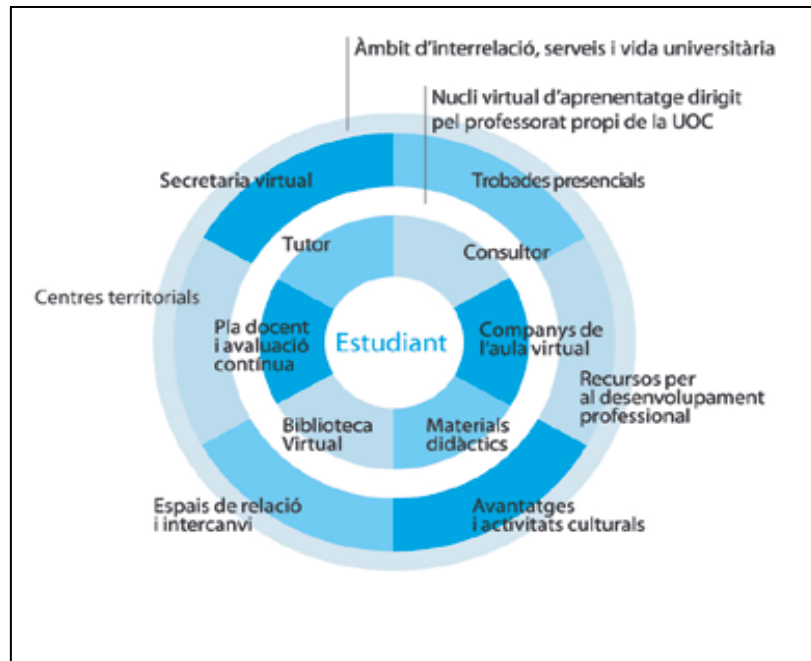 Àmbit d'interrelació, serveis i vida universitària
Nucli virtual d'aprenentatge dirigit
pel professorat propi de la UOC
Secretaria virtual
Trobades presencials
Tutor
Consultor
Centres territorials
Pla docent
i avaluació
contínua
Estudiant
Companys de
l'aula virtual
Recursos per
al desenvolupament
professional
Biblioteca
Virtual
Materials
didàctics
Espais de relació
i intercanvi
Avantatges
i activitats culturals